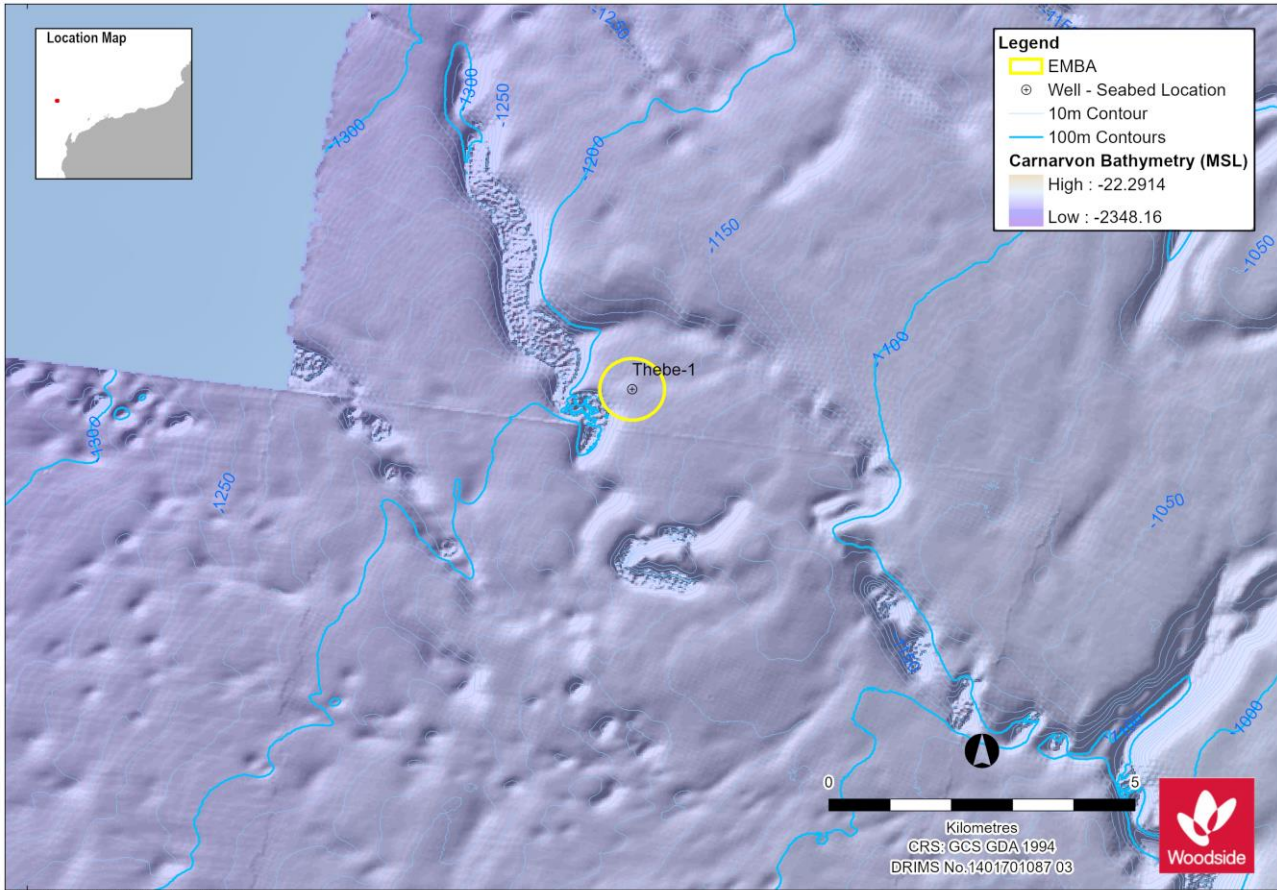 Location Map
Legend
EMBA
Well - Seabed Location
10m Contour
100m Contours
Carnarvon Bathymetry (MSL)
High : -22.2914
Low : -2348.16
-1200
-1300
-1250
-1300
-1200
-1150
-1050
-1100
Thebe-1
-1300
-1250
-1050
-1000
0
5
Kilometres
CRS: GCS GDA 1994
DRIMS No.1401701087 03
Woodside